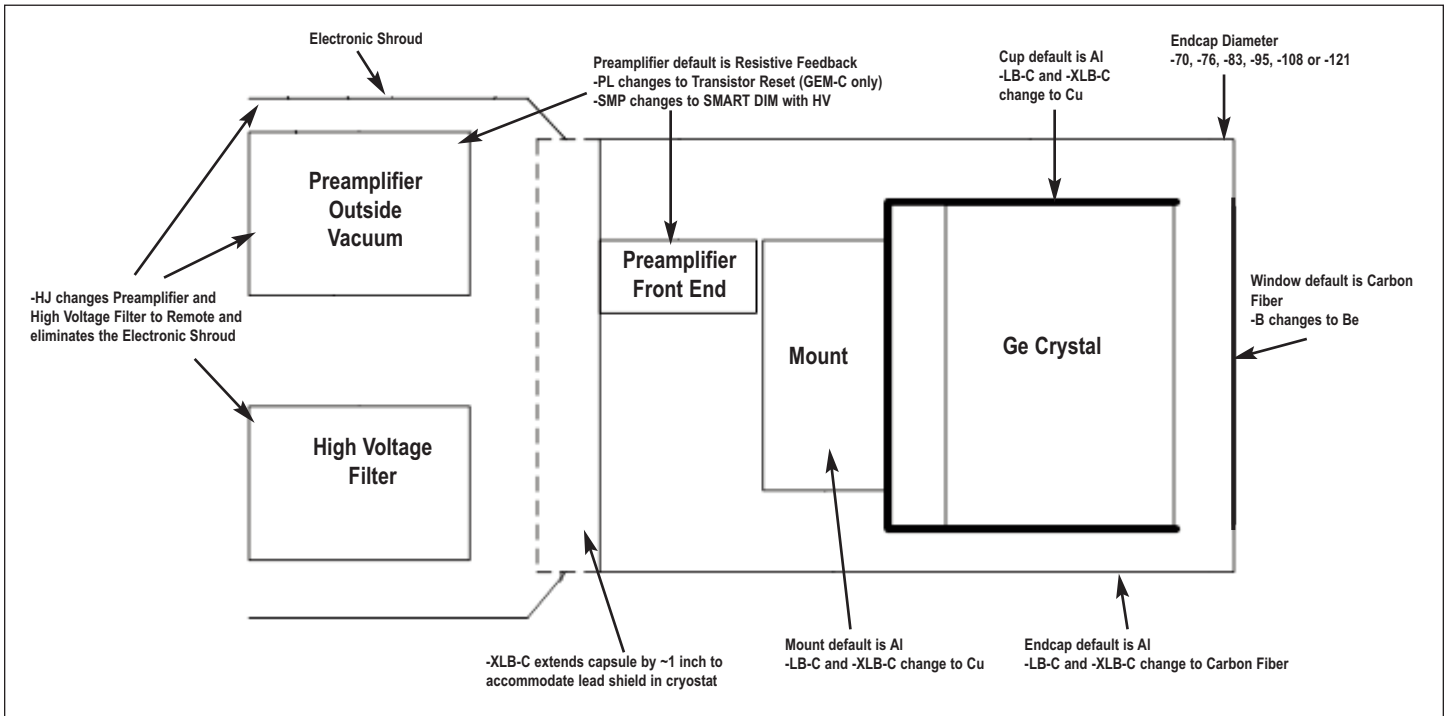 Electronic Shroud
Preamplifier default is Resistive Feedback
-PL changes to Transistor Reset (GEM-C only)
-SMP changes to SMART DIM with HV
Cup default is Al
-LB-C and -XLB-C
change to Cu
Endcap Diameter
-70, -76, -83, -95, -108 or -121
Preamplifier
Outside
Vacuum
Preamplifier
Front End
Mount
Ge Crystal
Window default is Carbon
Fiber
-B changes to Be
-HJ changes Preamplifier and
High Voltage Filter to Remote and
eliminates the Electronic Shroud
High Voltage
Filter
-XLB-C extends capsule by ~1 inch to
accommodate lead shield in cryostat
Mount default is Al
-LB-C and -XLB-C change to Cu
Endcap default is Al
-LB-C and -XLB-C change to Carbon Fiber